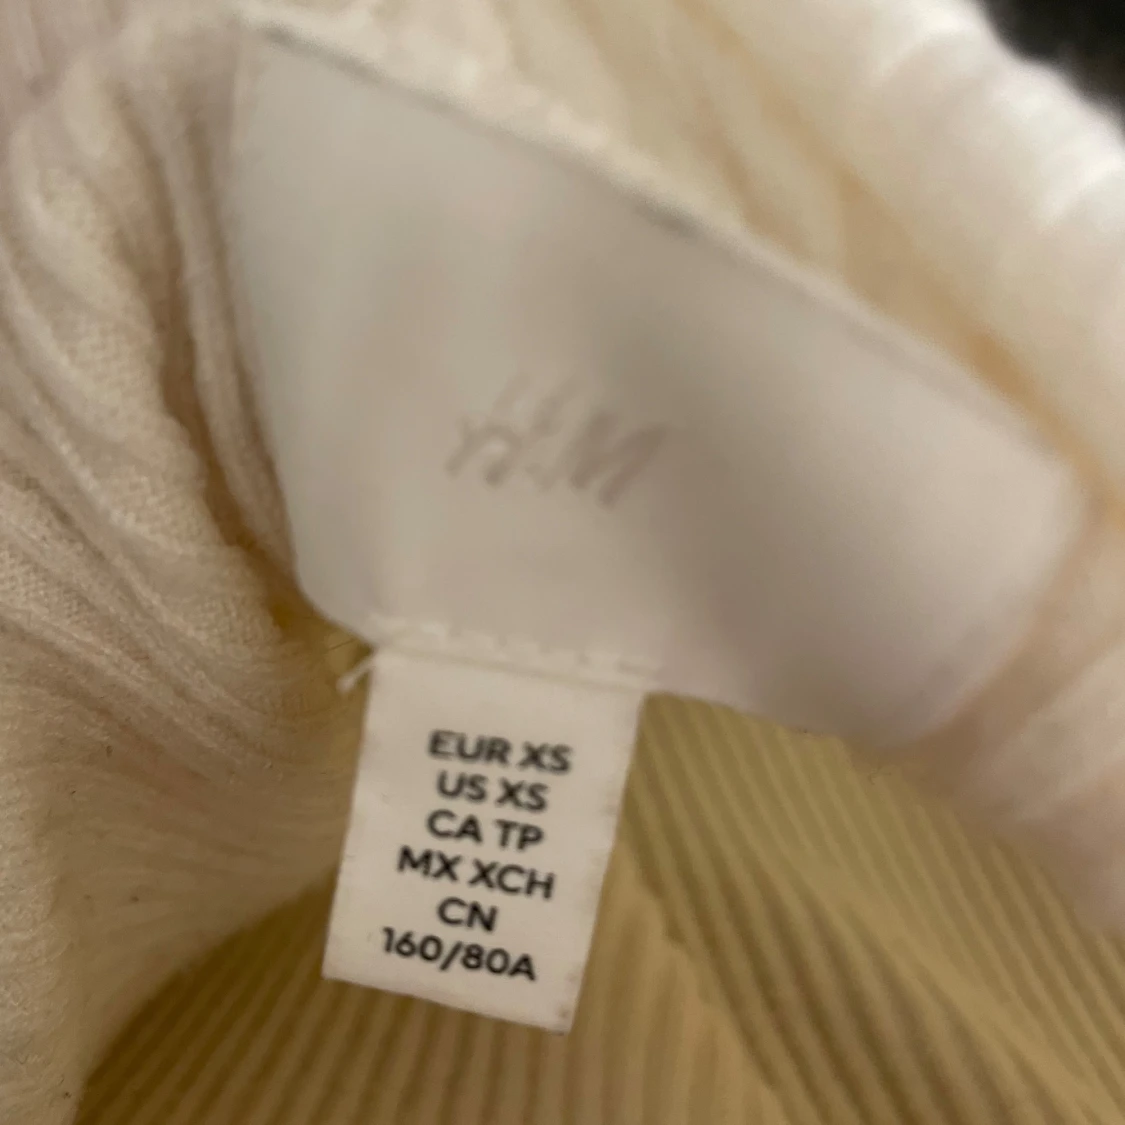 H&M
EUR XS
US XS
CA TP
MX XCH
CN
160/80A